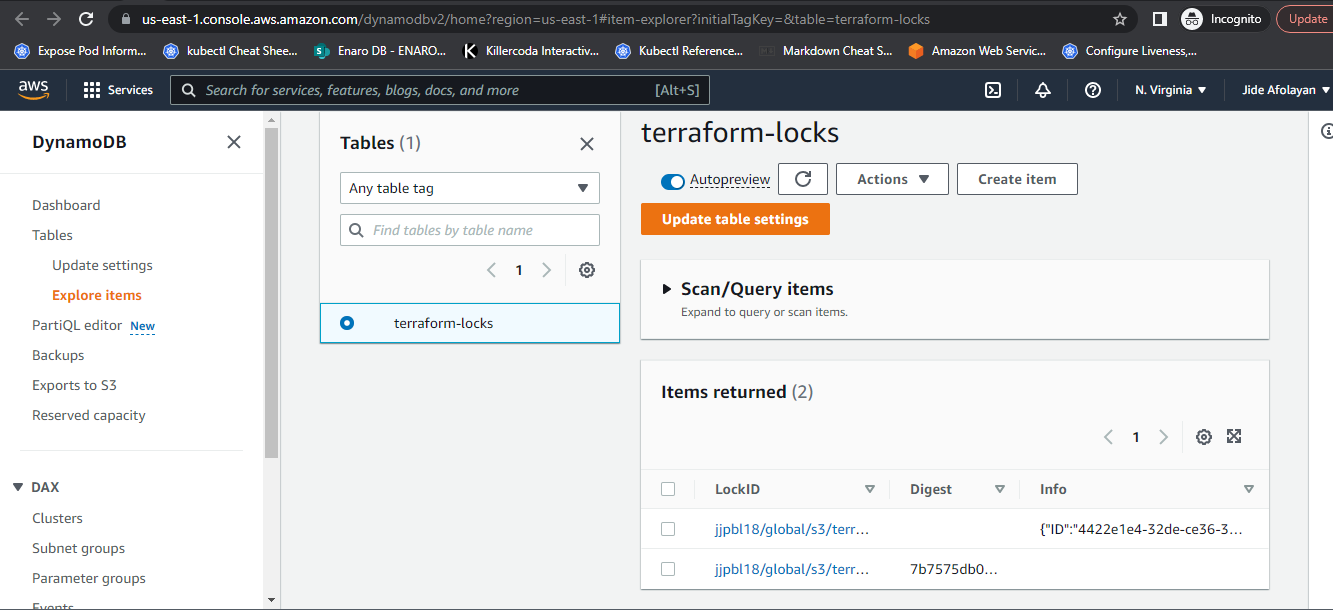 us-east-1.console.aws.amazon.com/dynamodbv2/home?region=us-east-1#item-explorer?initialTagKey=&table=terraform-locks
Incognito
Update
Expose Pod Inform...
kubectl Cheat Shee...
S
Enaro DB - ENARO...
K
Killercoda Interactiv...
Kubectl Reference...
Markdown Cheat S...
Amazon Web Servic...
Configure Liveness,...
aws
Services
Search for services, features, blogs, docs, and more
[Alt+S]
N. Virginia
Jide Afolayan
DynamoDB
Dashboard
Tables
Update settings
Explore items
PartiQL editor New
Backups
Exports to S3
Reserved capacity
DAX
Clusters
Subnet groups
Parameter groups
Events
Tables (1)
Any table tag
Find tables by table name
1
terraform-locks
terraform-locks
Autopreview
Actions
Create item
Update table settings
Scan/Query items
Expand to query or scan items.
Items returned (2)
1
LockID Digest Info
jjpbl18/global/s3/terr... {"ID":"4422e1e4-32de-ce36-3...
jjpbl18/global/s3/terr... 7b7575db0...